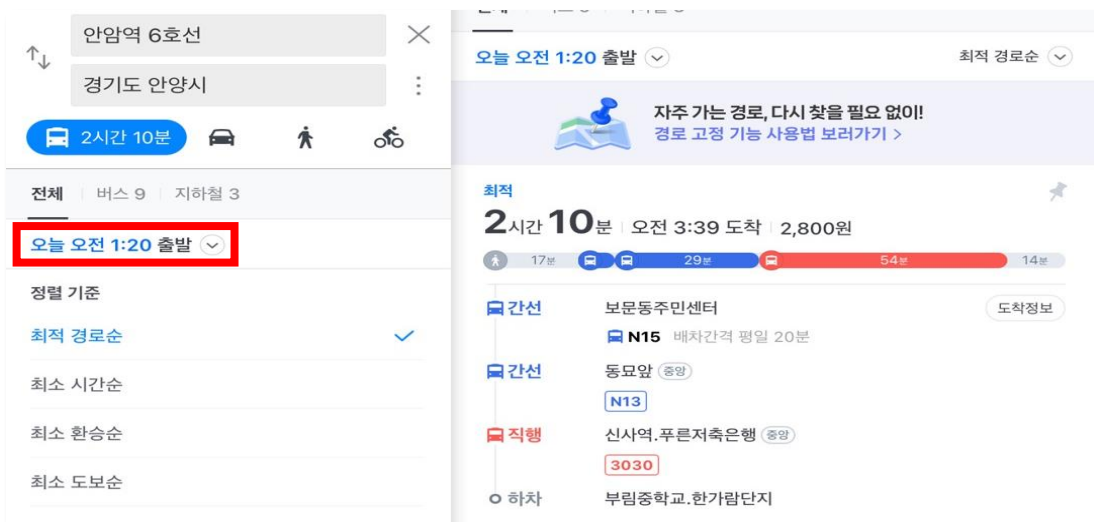 안암역 6호선
경기도 안양시
2시간 10분
전체 버스 9 지하철 3
오늘 오전 1:20 출발
정렬 기준
최적 경로순
최소 시간순
최소 환승순
최소 도보순
오늘 오전 1:20 출발 최적 경로순
자주 가는 경로, 다시 찾을 필요 없이!
경로 고정 기능 사용법 보러가기 >
최적
2시간 10분 오전 3:39 도착 2,800원
17분 29분 54분 14분
간선 보문동주민센터 도착정보
N15 배차간격 평일 20분
간선 동묘앞 중앙
N13
직행 신사역.푸른저축은행 중앙
3030
하차 부림중학교.한가람단지